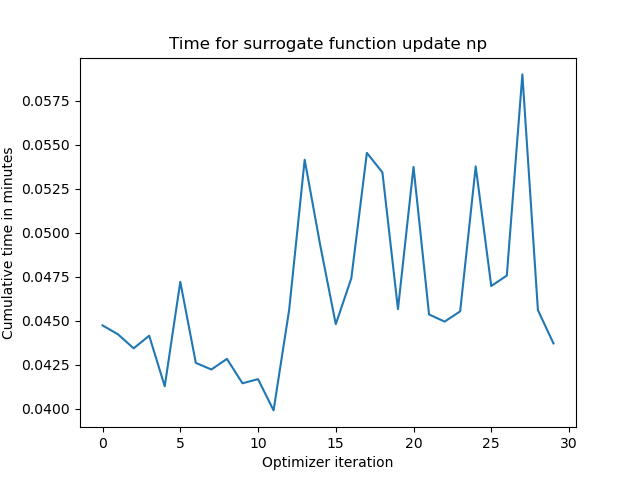 Time for surrogate function update np
Cumulative time in minutes
0.0575
0.0550
0.0525
0.0500
0.0475
0.0450
0.0425
0.0400
0 5 10 15 20 25 30
Optimizer iteration